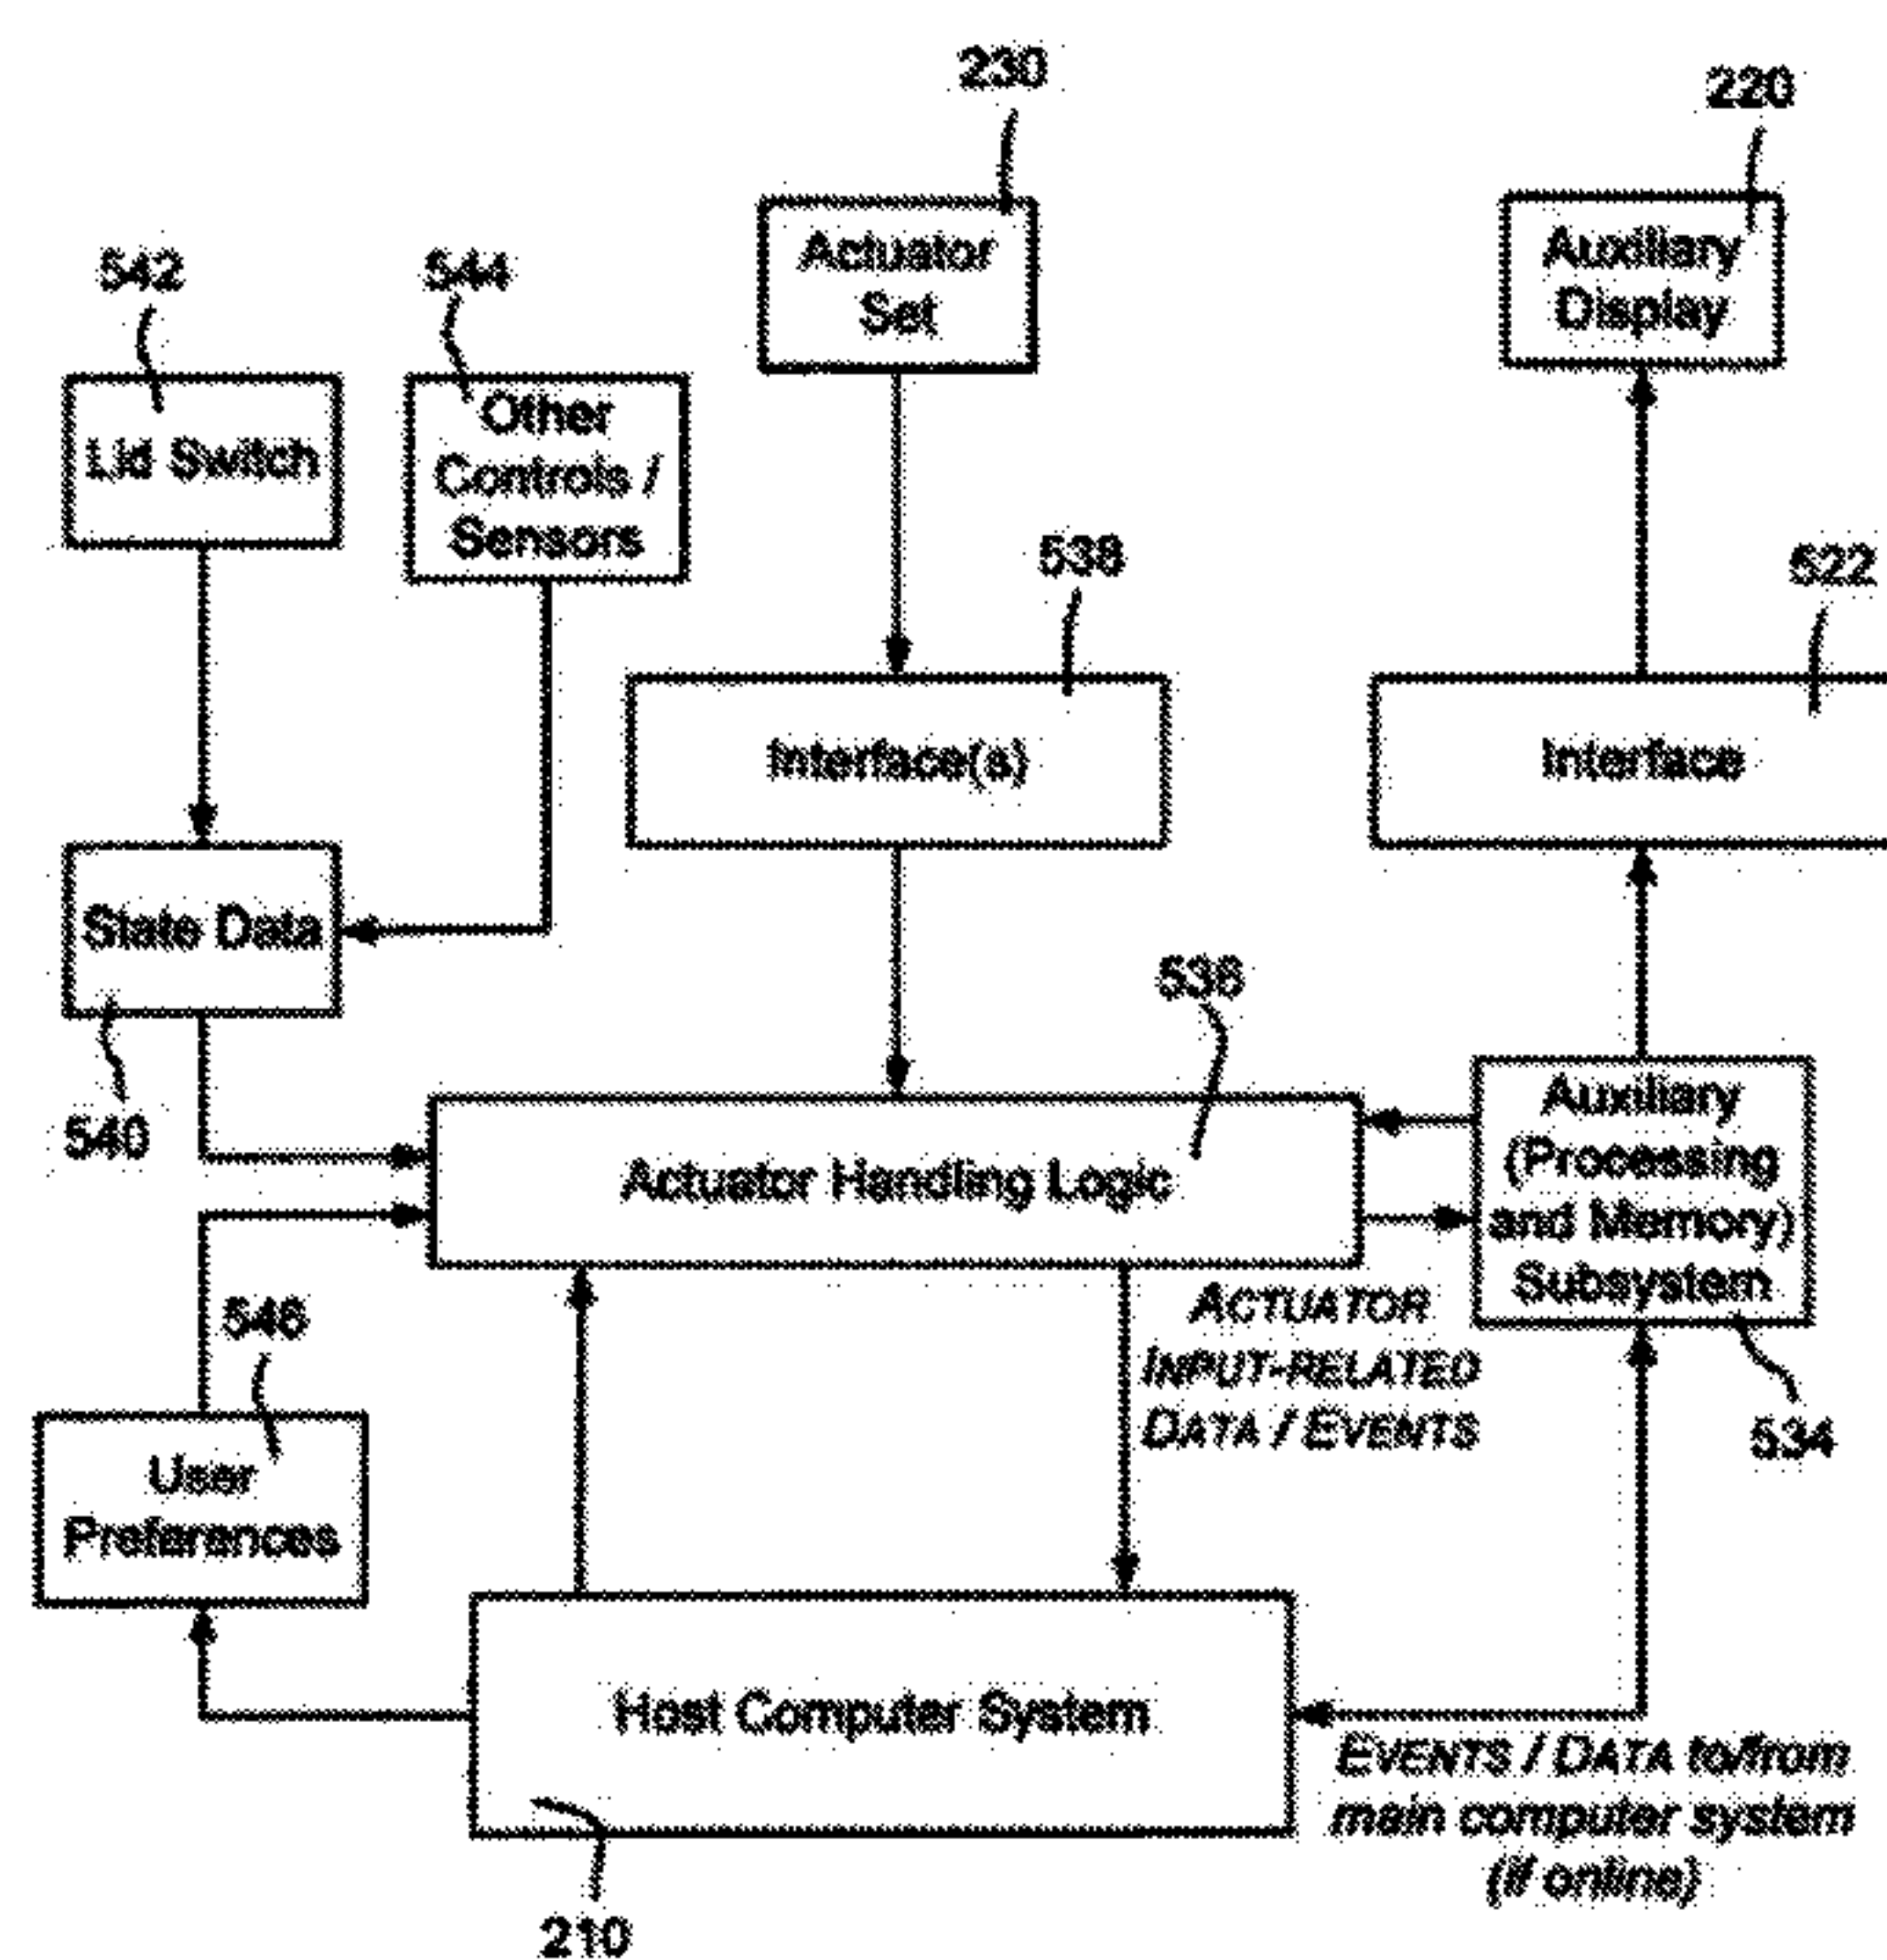 230
220
542
544
Actuator
Set
Auxiliary
Display
Lid Switch
Other
Controls /
Sensors
538
522
Interface(s)
Interface
State Data
536
540
Actuator Handling Logic
Auxiliary
(Processing
and Memory)
Subsystem
546
ACTUATOR
INPUT-RELATED
DATA / EVENTS
534
User
Preferences
Host Computer System
EVENTS / DATA to/from
main computer system
(if online)
210